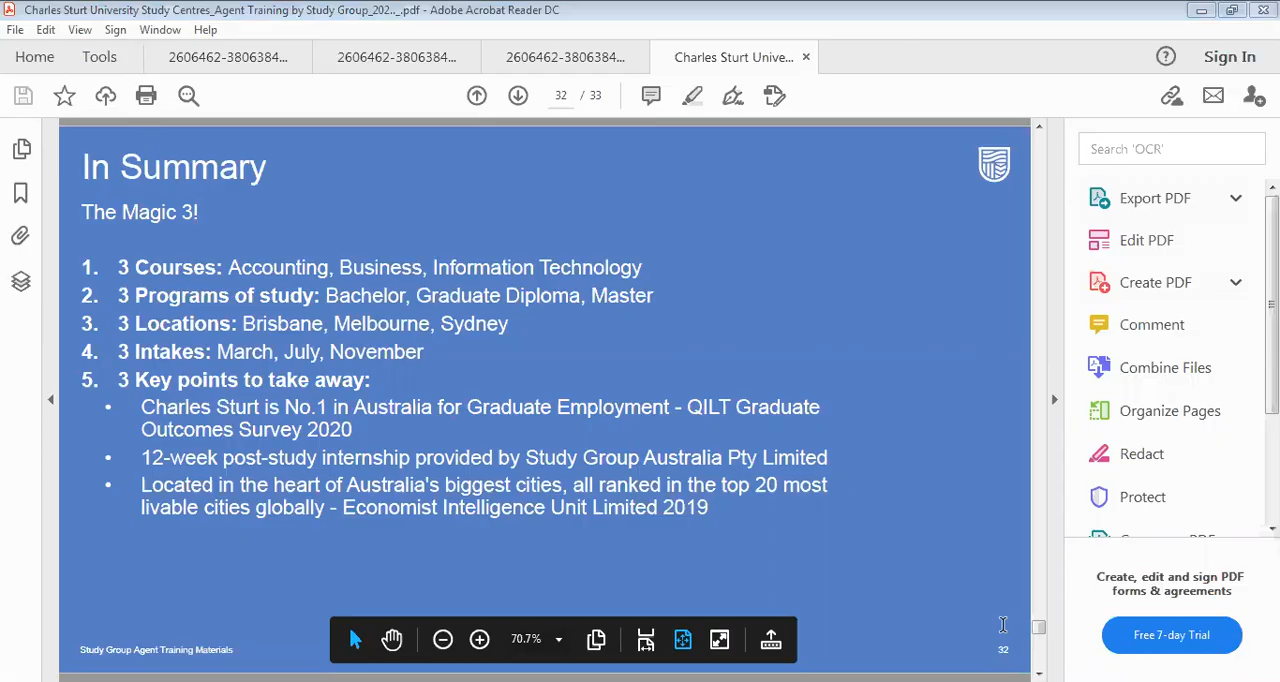 Charles Sturt University Study Centres_Agent Training by Study Group_202_._.pdf - Adobe Acrobat Reader DC
File Edit View Sign Window Help
Home Tools 2606462-3806384... 2606462-3806384... 2606462-3806384... Charles Sturt Unive... × Sign In
32 / 33
In Summary
The Magic 3!
1. 3 Courses: Accounting, Business, Information Technology
2. 3 Programs of study: Bachelor, Graduate Diploma, Master
3. 3 Locations: Brisbane, Melbourne, Sydney
4. 3 Intakes: March, July, November
5. 3 Key points to take away:
• Charles Sturt is No.1 in Australia for Graduate Employment - QILT Graduate
Outcomes Survey 2020
• 12-week post-study internship provided by Study Group Australia Pty Limited
• Located in the heart of Australia's biggest cities, all ranked in the top 20 most
livable cities globally - Economist Intelligence Unit Limited 2019
Study Group Agent Training Materials
32
70.7%
Search 'OCR'
Export PDF
Edit PDF
Create PDF
Comment
Combine Files
Organize Pages
Redact
Protect
Create, edit and sign PDF
forms & agreements
Free 7-day Trial